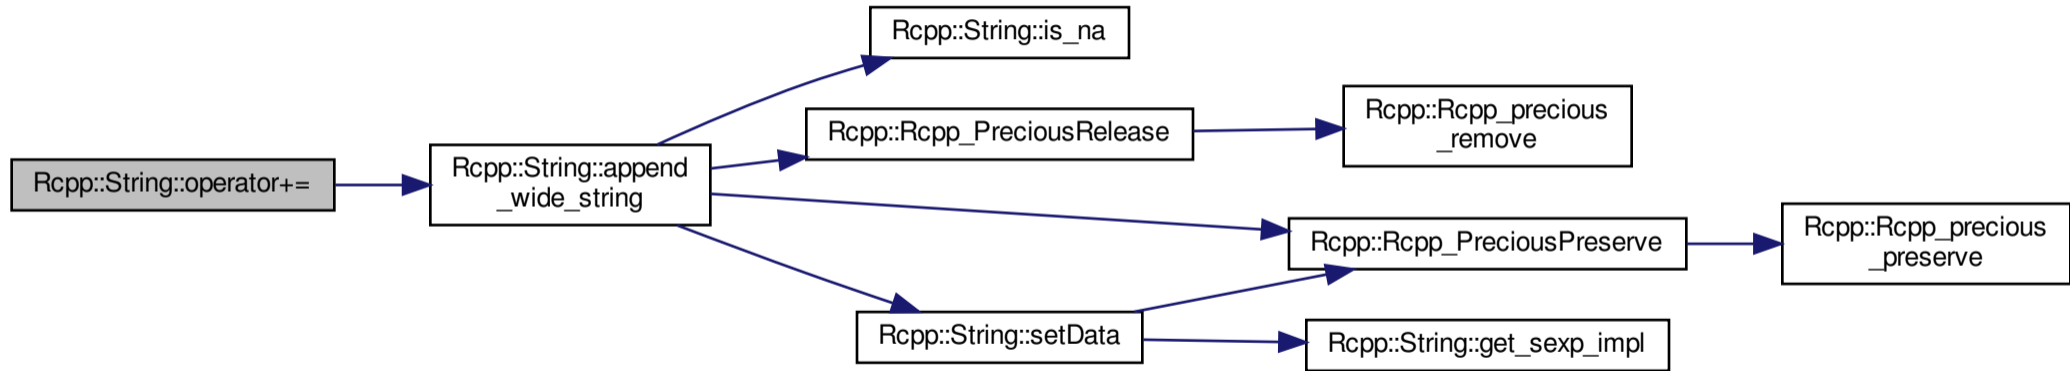 Rcpp::String::operator+=
Rcpp::String::append
_wide_string
Rcpp::String::is_na
Rcpp::Rcpp_PreciousRelease
Rcpp::Rcpp_precious
_remove
Rcpp::Rcpp_PreciousPreserve
Rcpp::Rcpp_precious
_preserve
Rcpp::String::setData
Rcpp::String::get_sexp_impl